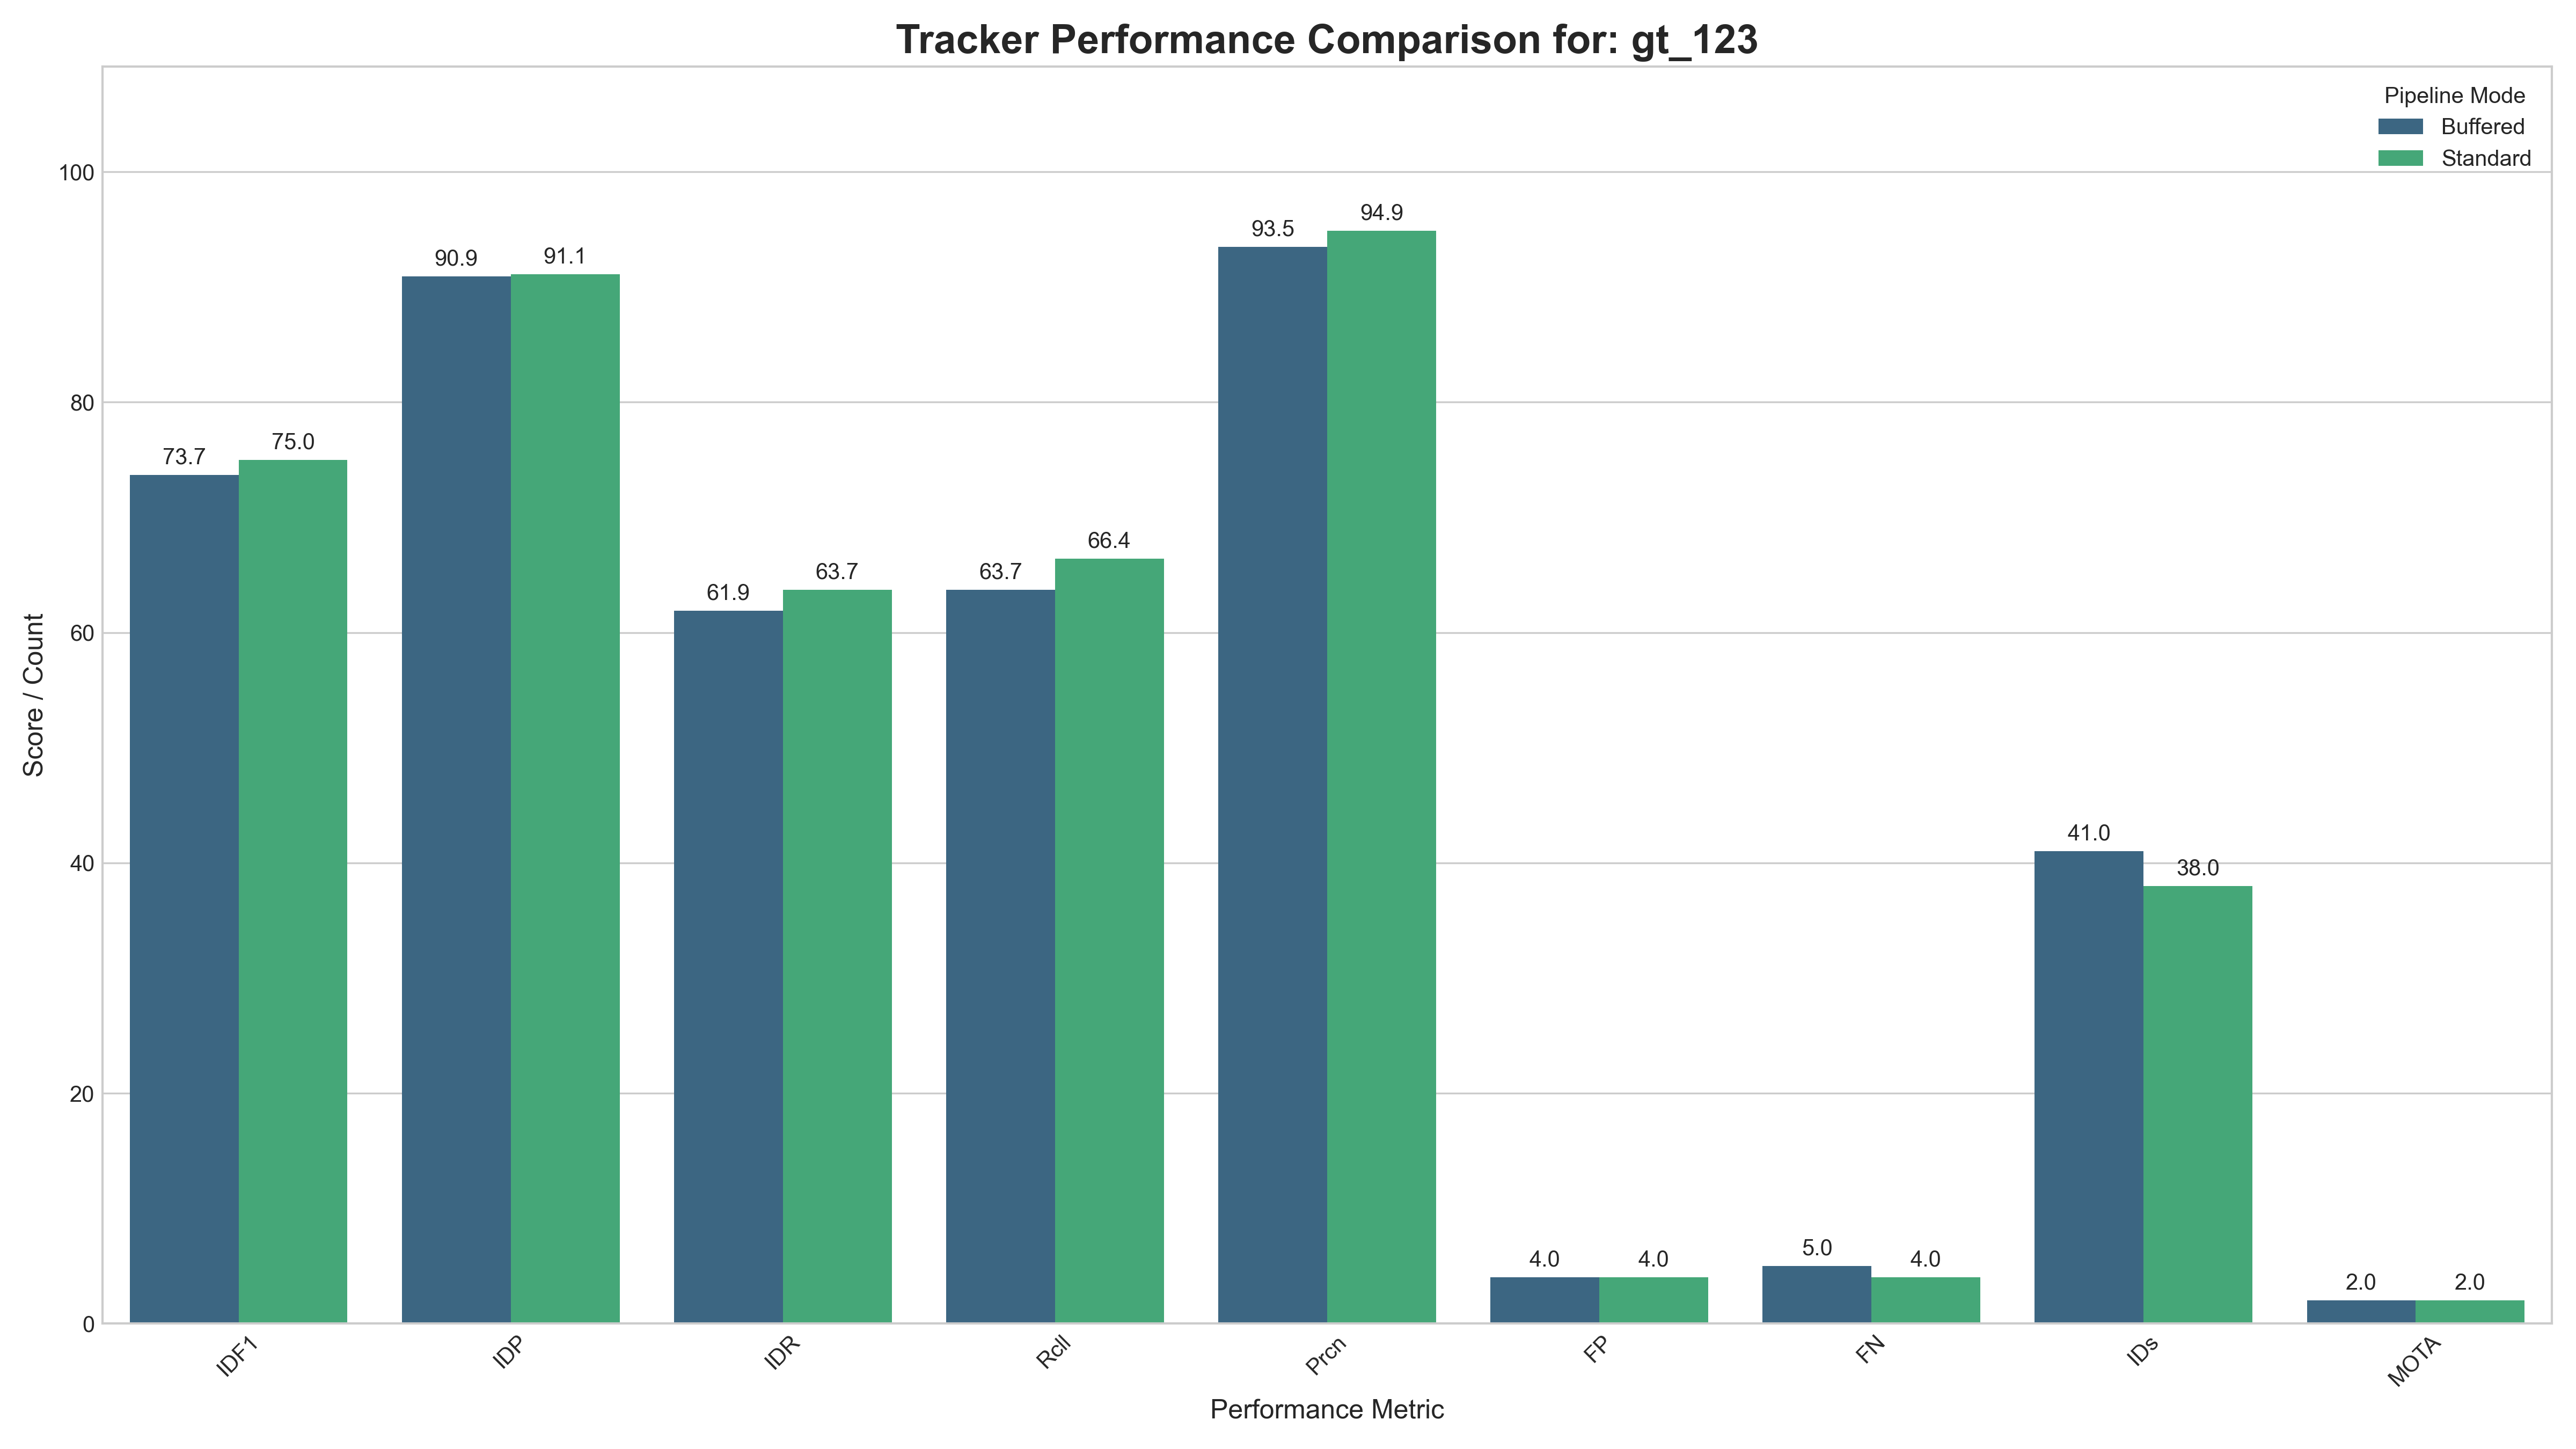 Tracker Performance Comparison for: gt_123
Pipeline Mode
Buffered
Standard
Score / Count
100
80
60
40
20
0
73.7
75.0
90.9
91.1
61.9
63.7
63.7
66.4
93.5
94.9
4.0
4.0
5.0
4.0
41.0
38.0
2.0
2.0
IDF1
IDP
IDR
Rcll
Prcn
FP
FN
IDs
MOTA
Performance Metric